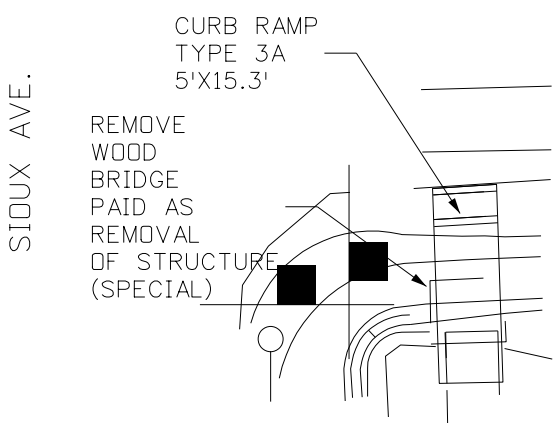 CURB RAMP
TYPE 3A
5'X15.3'
SIOUX AVE.
REMOVE
WOOD
BRIDGE
PAID AS
REMOVAL
OF STRUCTURE
(SPECIAL)